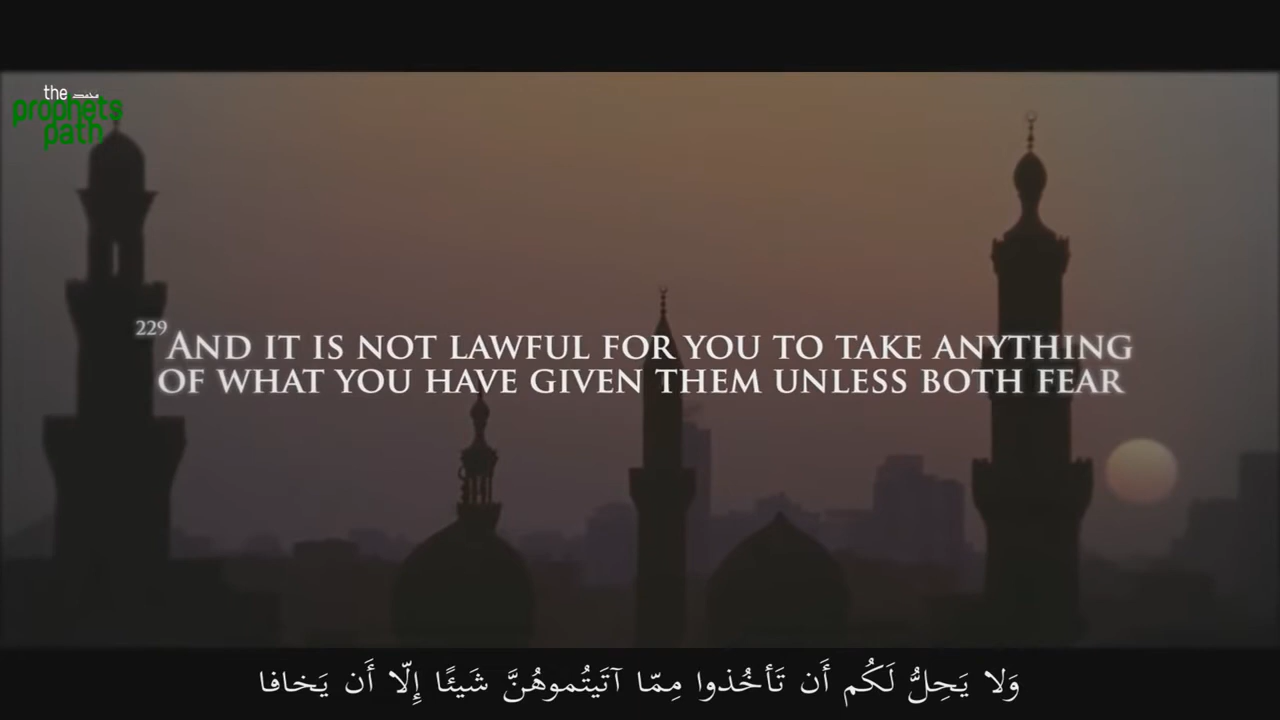 the محمد
prophets
path
229 AND IT IS NOT LAWFUL FOR YOU TO TAKE ANYTHING
OF WHAT YOU HAVE GIVEN THEM UNLESS BOTH FEAR
وَلا يَحِلُّ لَكُم أَن تَأخُذوا مِمّا آتَيتُموهُنَّ شَيئًا إِلّا أَن يَخافا